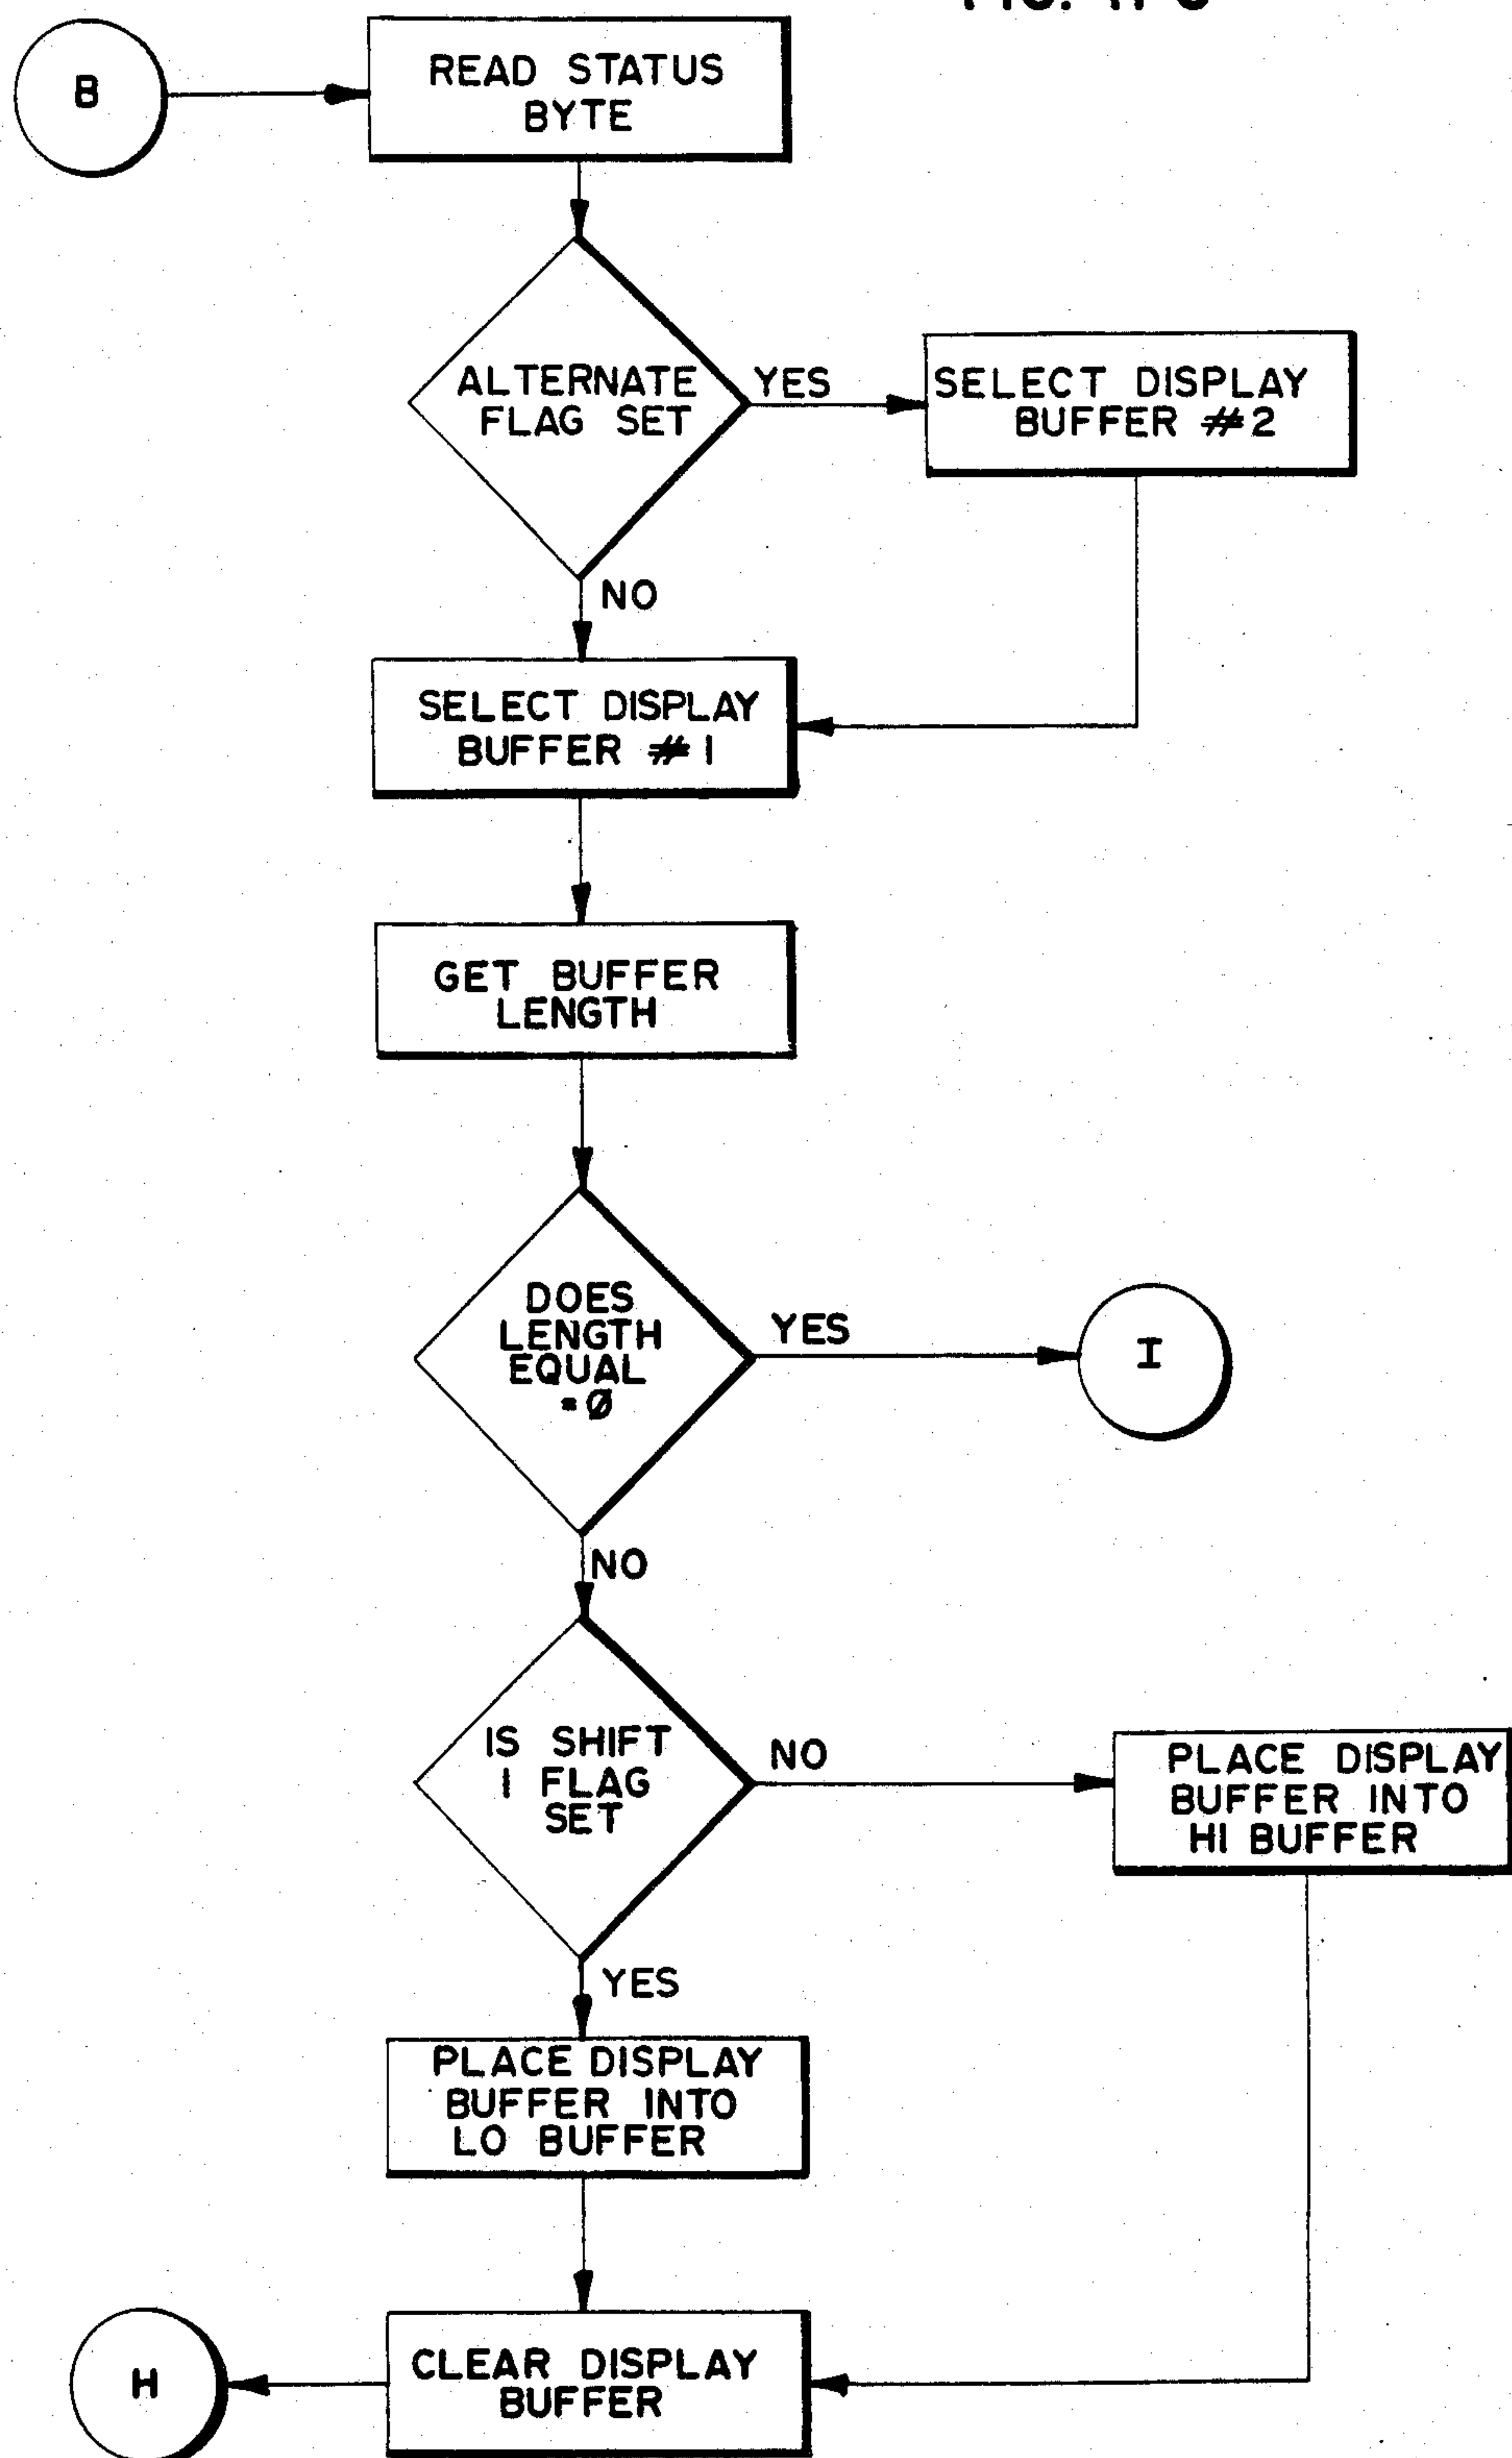 B
READ STATUS
BYTE
ALTERNATE
FLAG SET
YES
SELECT DISPLAY
BUFFER #2
NO
SELECT DISPLAY
BUFFER #1
GET BUFFER
LENGTH
DOES
LENGTH
EQUAL
=Ø
YES
I
NO
IS SHIFT
1 FLAG
SET
NO
PLACE DISPLAY
BUFFER INTO
HI BUFFER
YES
PLACE DISPLAY
BUFFER INTO
LO BUFFER
CLEAR DISPLAY
BUFFER
H